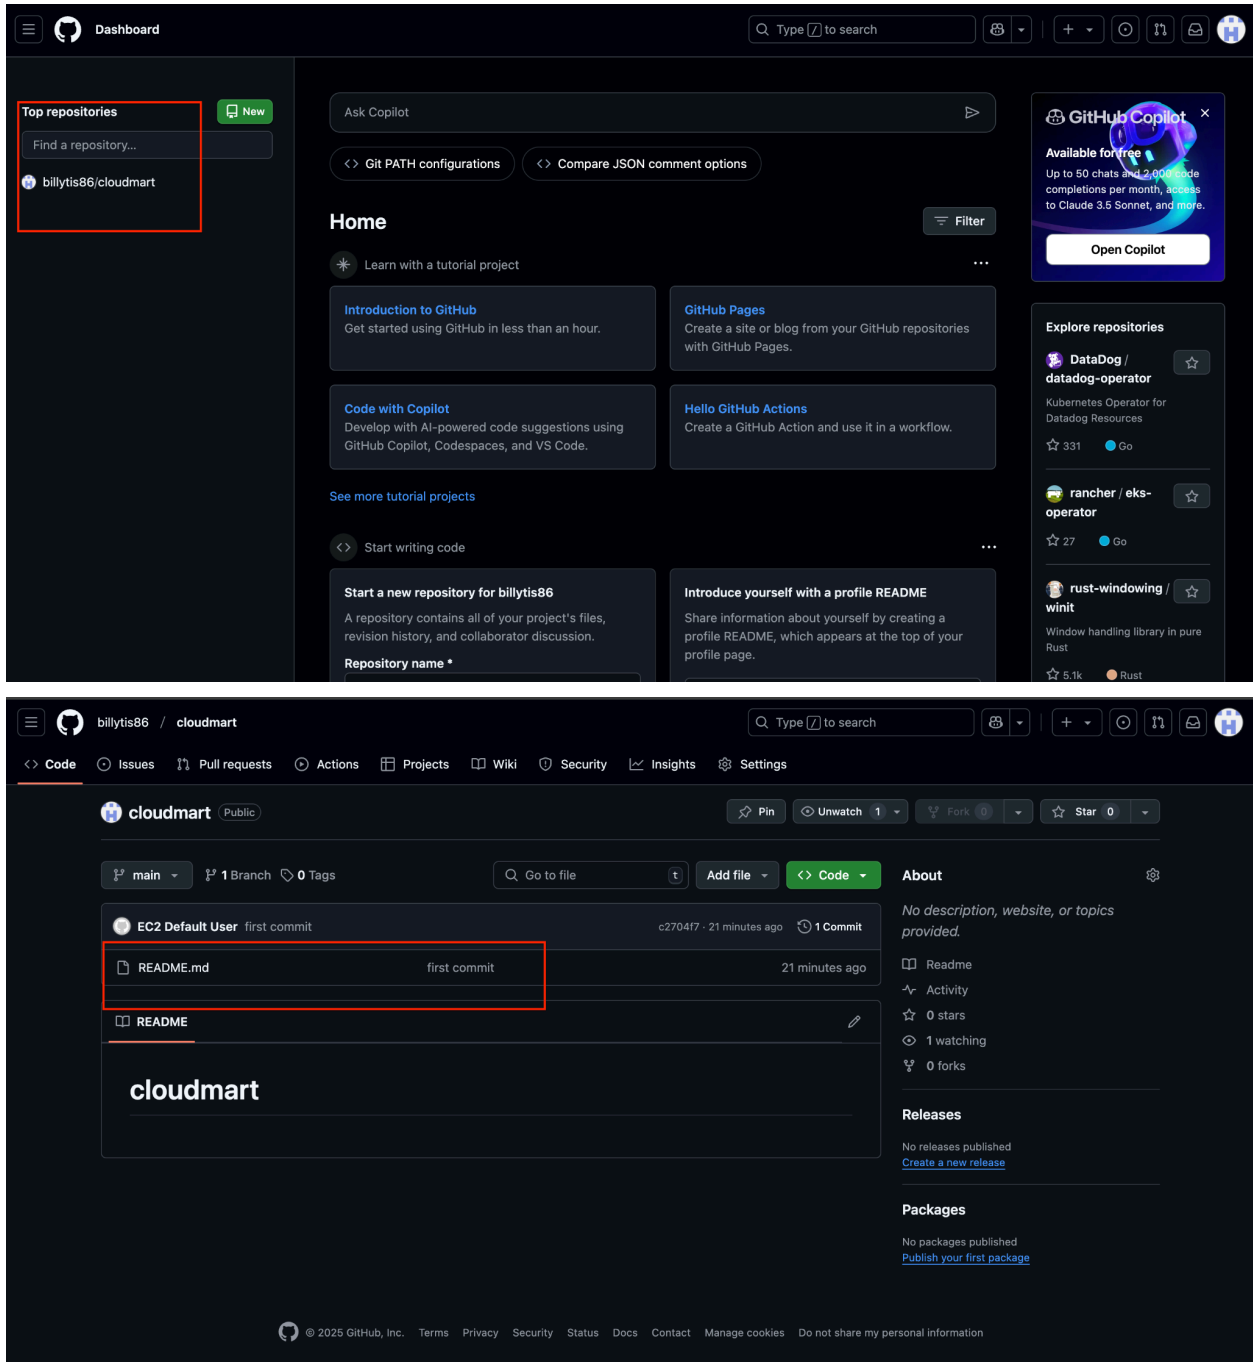 Dashboard
Type / to search
Top repositories
New
Find a repository...
billytis86/cloudmart
Ask Copilot
Git PATH configurations
Compare JSON comment options
Home
Filter
Learn with a tutorial project
Introduction to GitHub
Get started using GitHub in less than an hour.
GitHub Pages
Create a site or blog from your GitHub repositories
with GitHub Pages.
Code with Copilot
Develop with AI-powered code suggestions using
GitHub Copilot, Codespaces, and VS Code.
Hello GitHub Actions
Create a GitHub Action and use it in a workflow.
See more tutorial projects
Start writing code
Start a new repository for billytis86
A repository contains all of your project's files,
revision history, and collaborator discussion.
Repository name *
Introduce yourself with a profile README
Share information about yourself by creating a
profile README, which appears at the top of your
profile page.
GitHub Copilot
Available for free
Up to 50 chats and 2,000 code
completions per month, access
to Claude 3.5 Sonnet, and more.
Open Copilot
Explore repositories
DataDog /
datadog-operator
Kubernetes Operator for
Datadog Resources
331 Go
rancher / eks-
operator
27 Go
rust-windowing /
winit
Window handling library in pure
Rust
5.1k Rust
billytis86 / cloudmart
Type / to search
Code Issues Pull requests Actions Projects Wiki Security Insights Settings
cloudmart Public
Pin Unwatch 1 Fork 0 Star 0
main 1 Branch 0 Tags
Go to file t
Add file
Code
EC2 Default User first commit
c2704f7 · 21 minutes ago 1 Commit
README.md first commit 21 minutes ago
README
cloudmart
About
No description, website, or topics
provided.
Readme
Activity
0 stars
1 watching
0 forks
Releases
No releases published
Create a new release
Packages
No packages published
Publish your first package
© 2025 GitHub, Inc. Terms Privacy Security Status Docs Contact Manage cookies Do not share my personal information